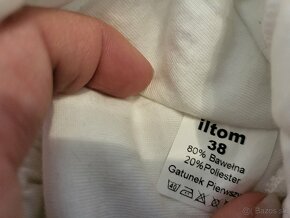 iltom
38
80% Bawełna
20%Poliester
Gatunek Pierwszy